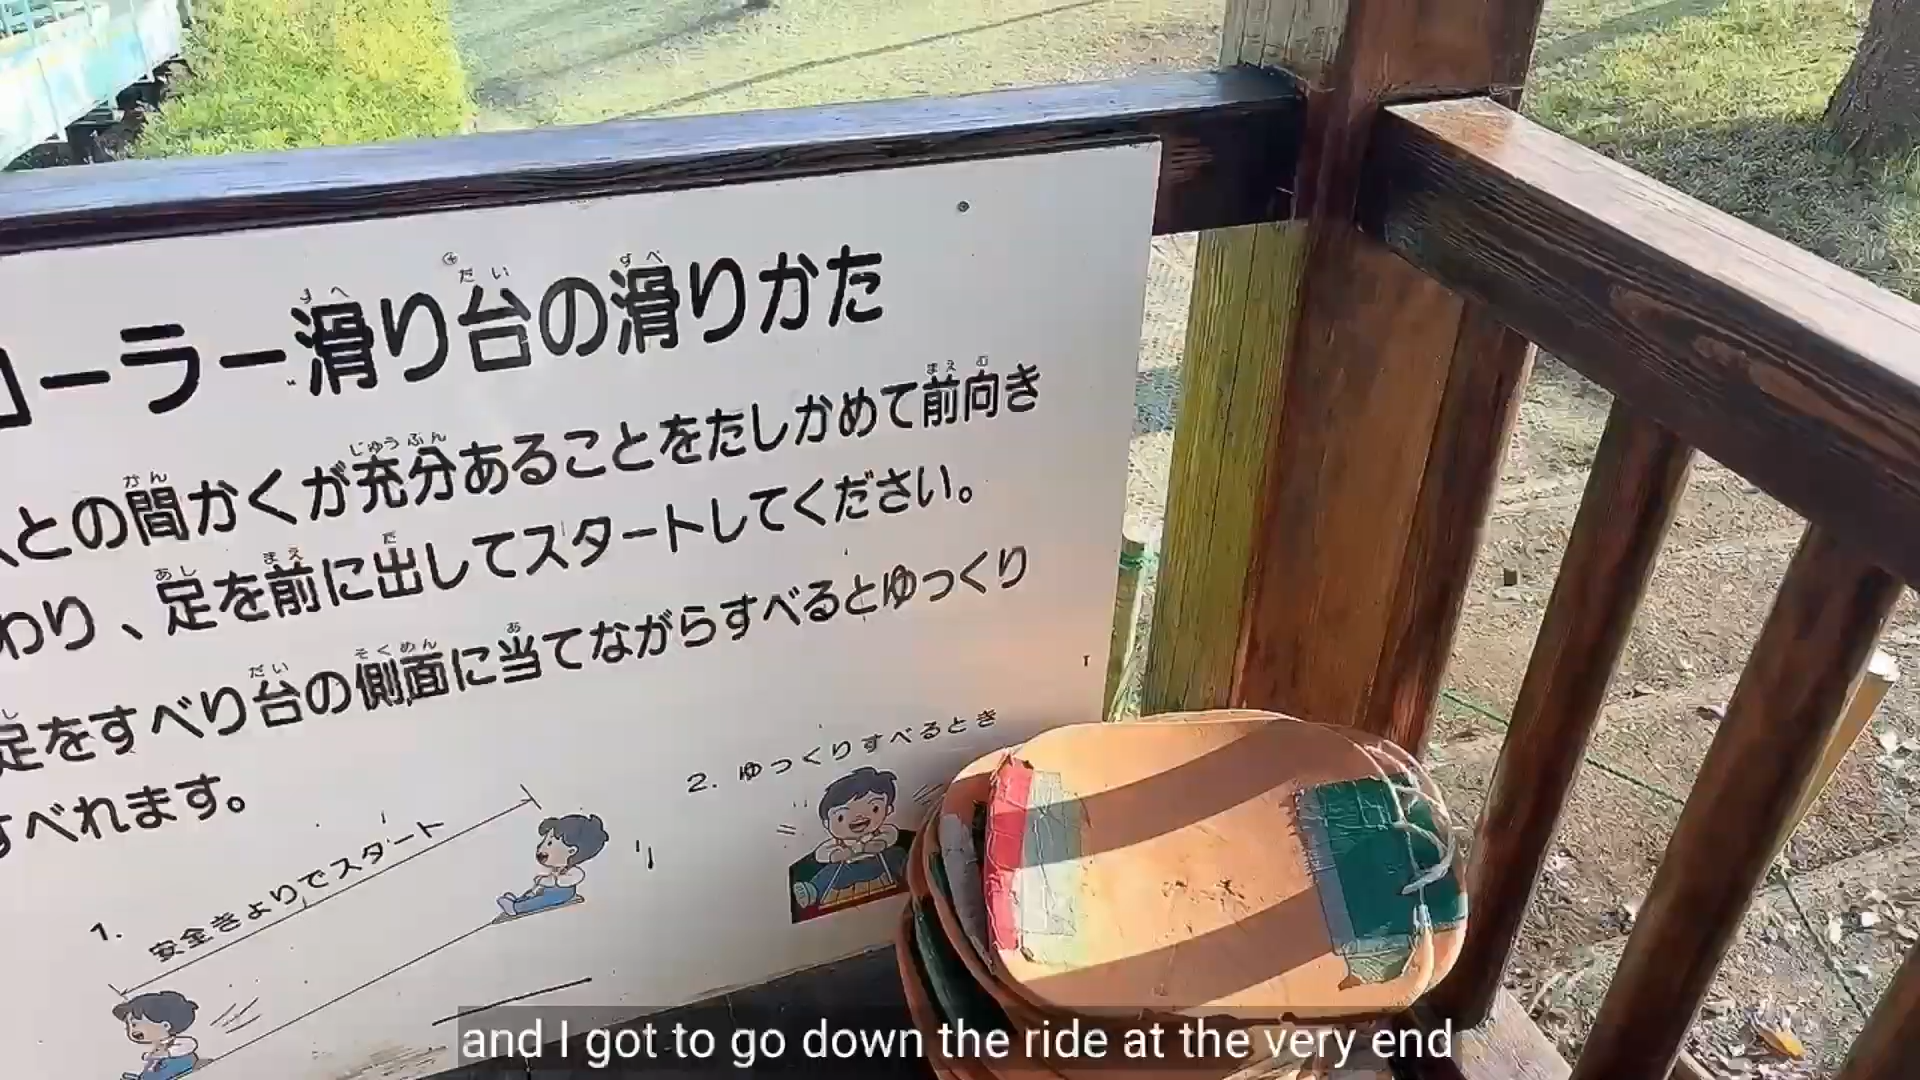 ーラー滑り台の滑りかた
との間かくが充分あることをたしかめて前向き
わり、足を前に出してスタートしてください。
足をすべり台の側面に当てながらすべるとゆっくり
すべれます。
1. 安全きょりでスタート
2. ゆっくりすべるとき
and I got to go down the ride at the very end